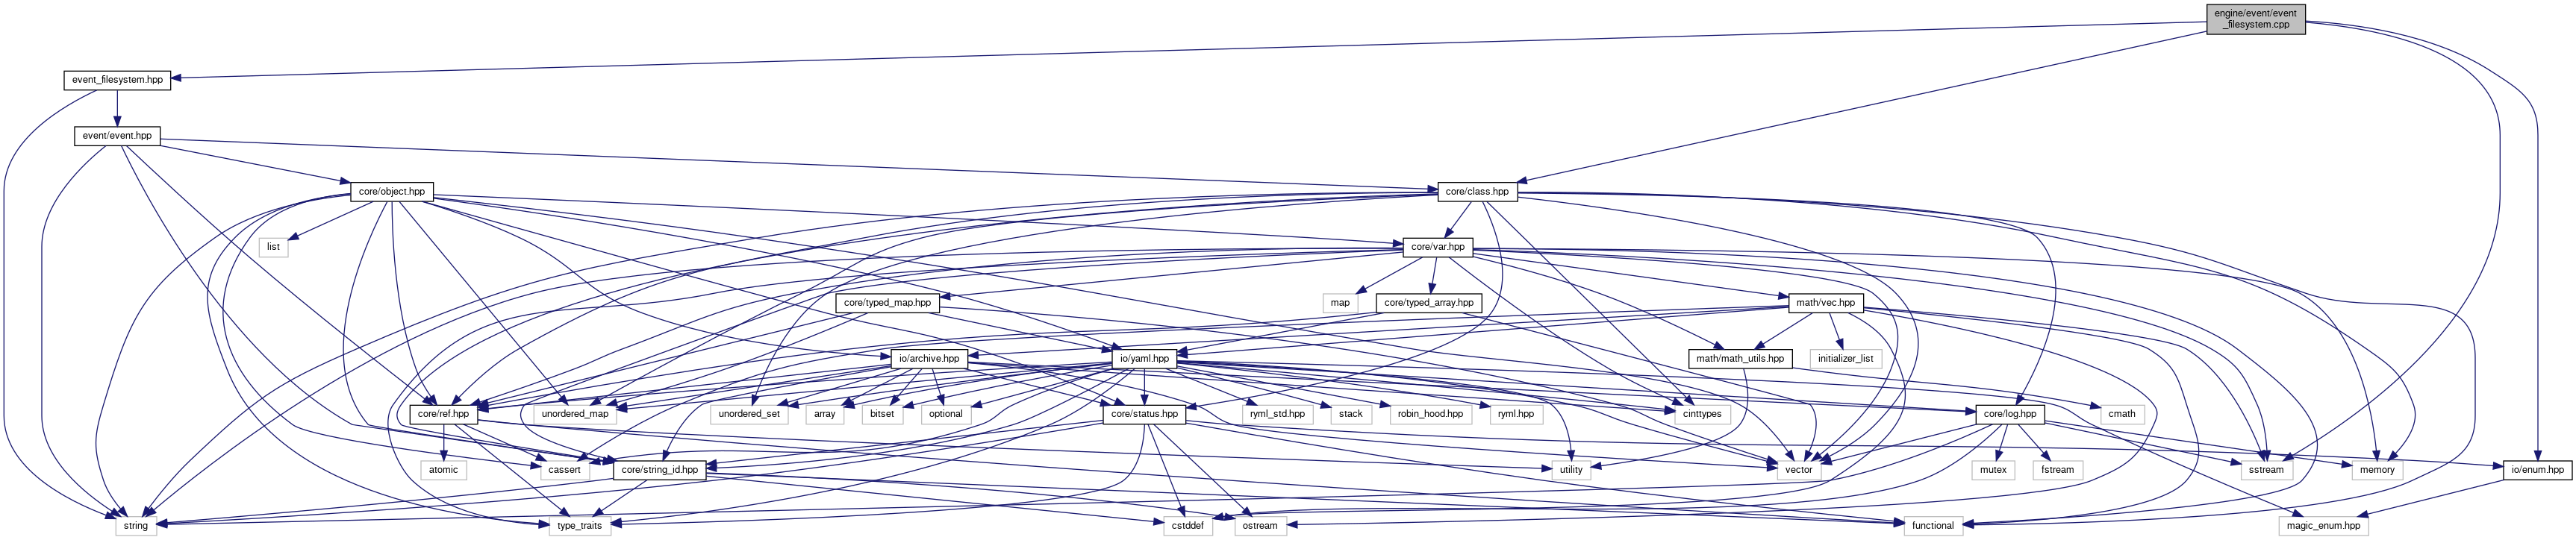 engine/event/event
_filesystem.cpp
event_filesystem.hpp
event/event.hpp
core/object.hpp
core/class.hpp
list
core/var.hpp
core/typed_map.hpp
map
core/typed_array.hpp
math/vec.hpp
io/archive.hpp
io/yaml.hpp
math/math_utils.hpp
initializer_list
core/ref.hpp
unordered_map
unordered_set
array
bitset
optional
core/status.hpp
ryml_std.hpp
stack
robin_hood.hpp
ryml.hpp
cinttypes
core/log.hpp
cmath
atomic
cassert
core/string_id.hpp
utility
vector
mutex
fstream
sstream
memory
io/enum.hpp
string
type_traits
cstddef
ostream
functional
magic_enum.hpp